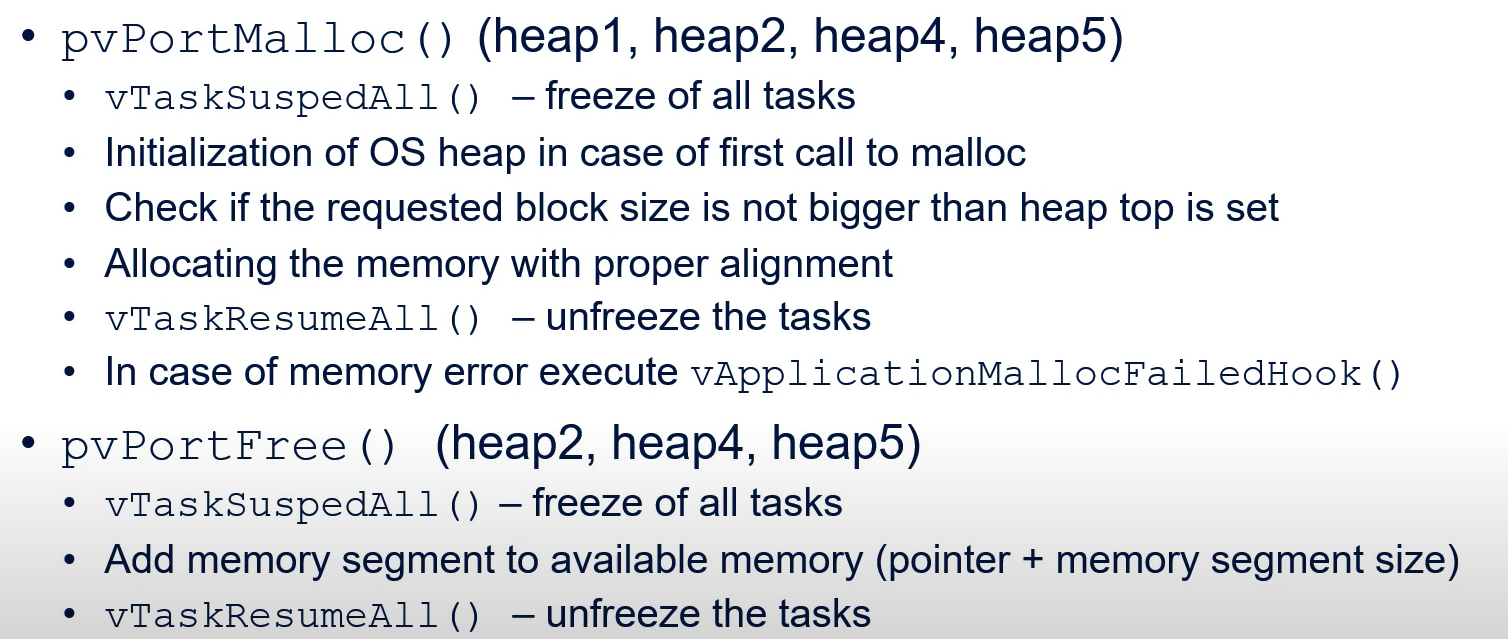 • pvPortMalloc() (heap1, heap2, heap4, heap5)
• vTaskSuspedAll() – freeze of all tasks
• Initialization of OS heap in case of first call to malloc
• Check if the requested block size is not bigger than heap top is set
• Allocating the memory with proper alignment
• vTaskResumeAll() – unfreeze the tasks
• In case of memory error execute vApplicationMallocFailedHook()
• pvPortFree() (heap2, heap4, heap5)
• vTaskSuspedAll() – freeze of all tasks
• Add memory segment to available memory (pointer + memory segment size)
• vTaskResumeAll() – unfreeze the tasks